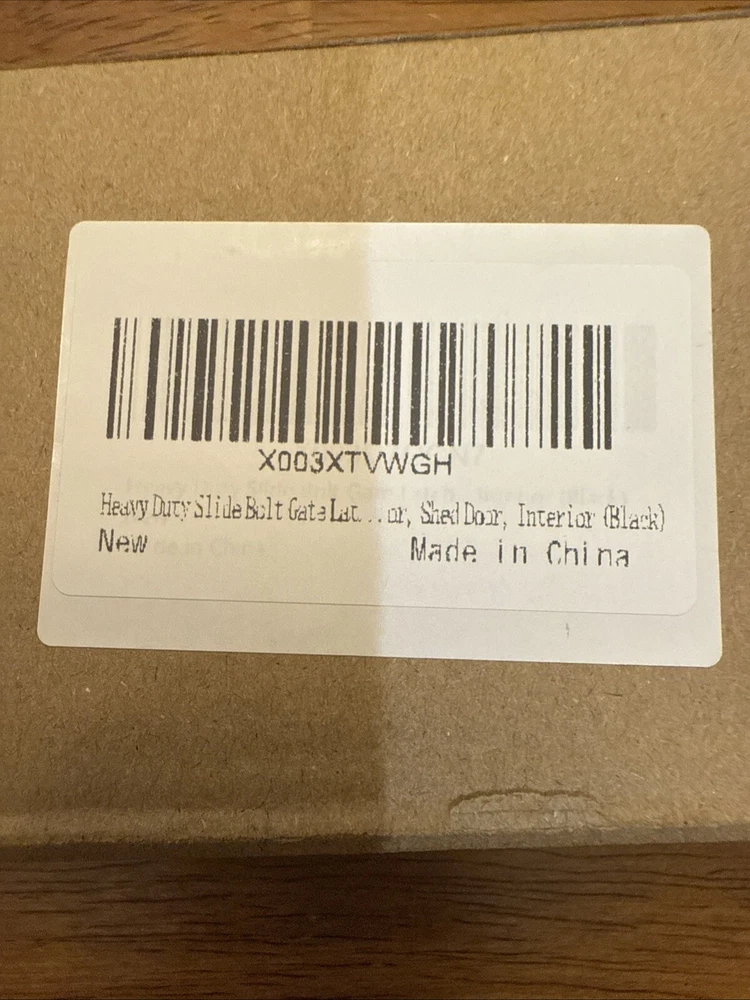 X003XTVWGH
Heavy Duty Slide Bolt Gate Lat...or, Shed Door, Interior (Black)
New Made in China